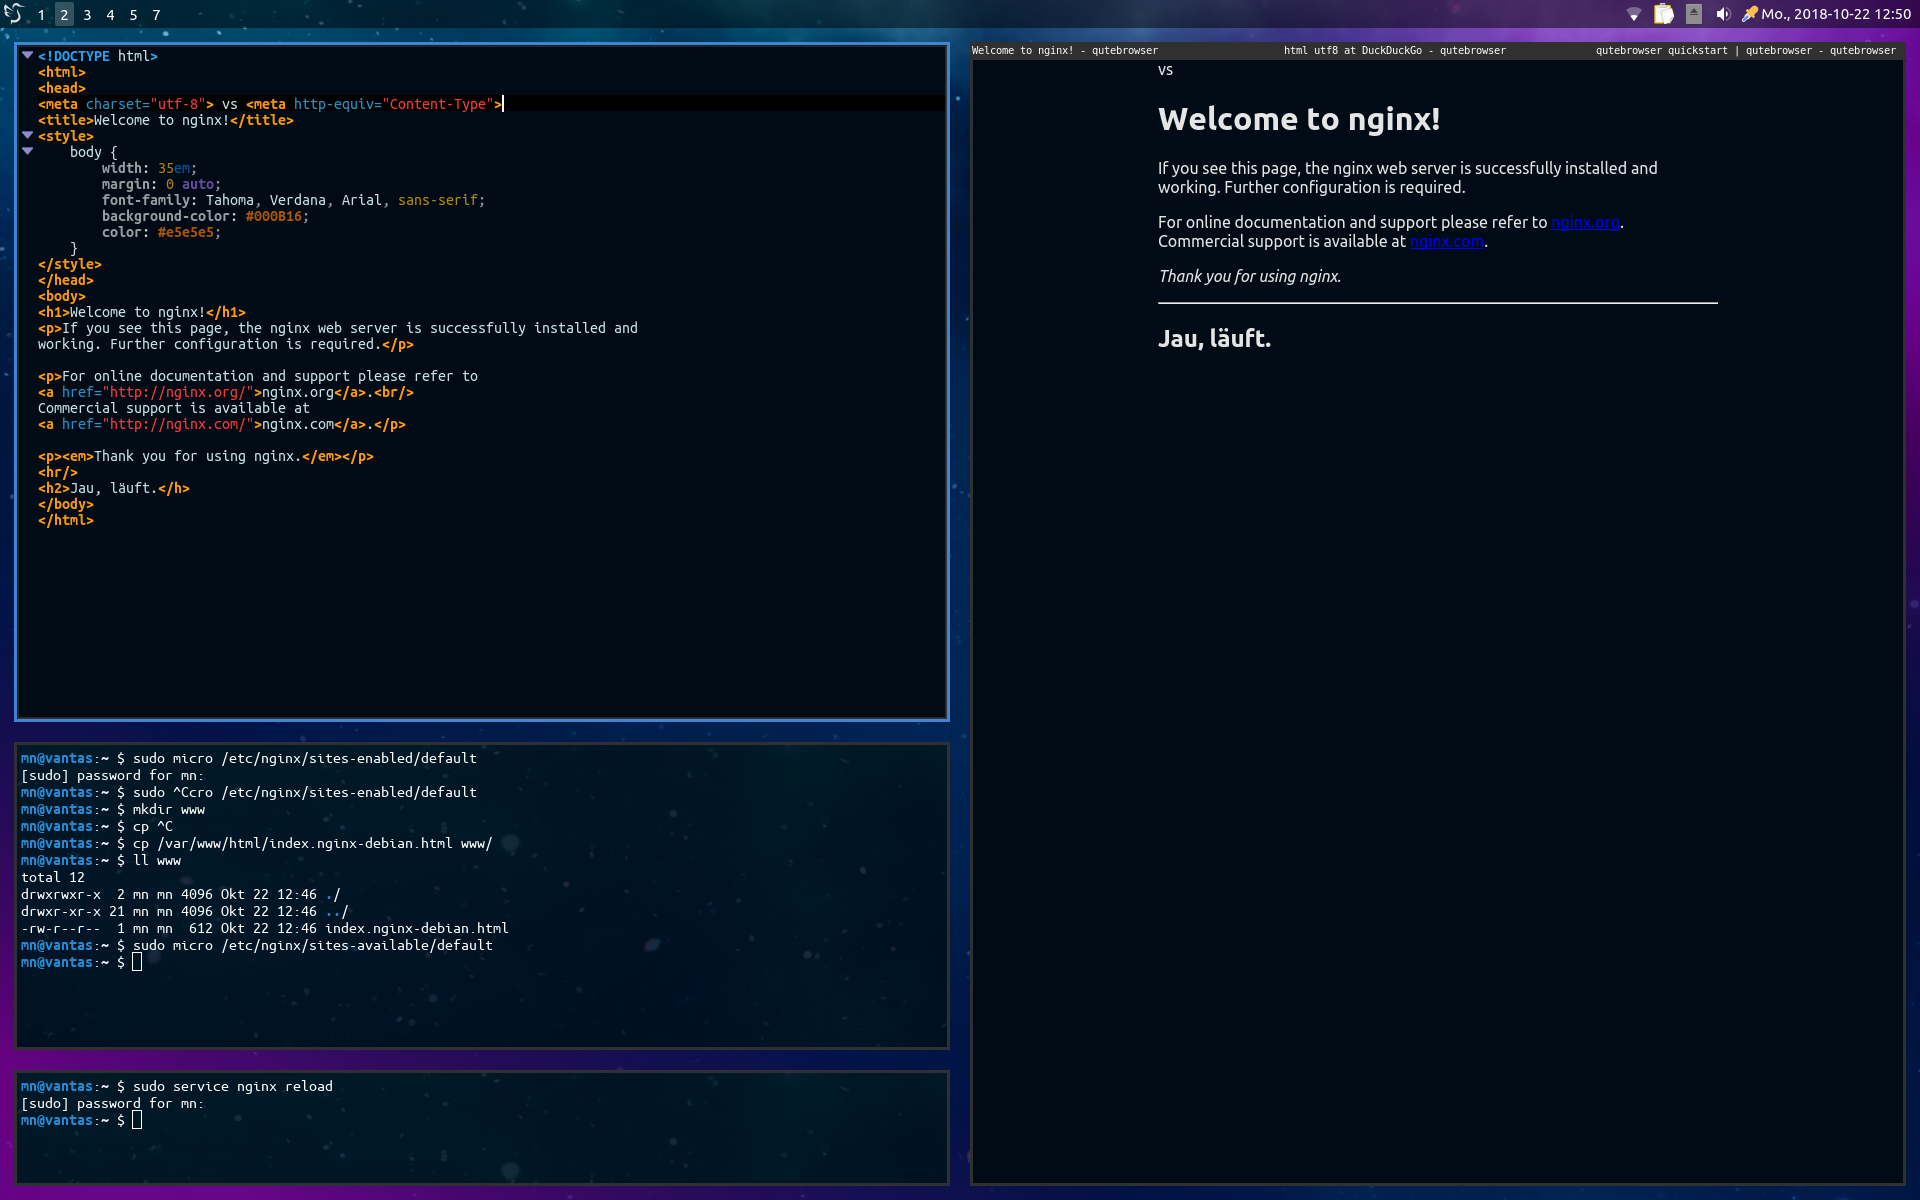 1 2 3 4 5 7
Mo., 2018-10-22 12:50
<!DOCTYPE html>
<html>
<head>
<meta charset="utf-8"> vs <meta http-equiv="Content-Type">
<title>Welcome to nginx!</title>
<style>
    body {
        width: 35em;
        margin: 0 auto;
        font-family: Tahoma, Verdana, Arial, sans-serif;
        background-color: #000B16;
        color: #e5e5e5;
    }
</style>
</head>
<body>
<h1>Welcome to nginx!</h1>
<p>If you see this page, the nginx web server is successfully installed and
working. Further configuration is required.</p>

<p>For online documentation and support please refer to
<a href="http://nginx.org/">nginx.org</a>.<br/>
Commercial support is available at
<a href="http://nginx.com/">nginx.com</a>.</p>

<p><em>Thank you for using nginx.</em></p>
<hr/>
<h2>Jau, läuft.</h>
</body>
</html>
mn@vantas:~ $ sudo micro /etc/nginx/sites-enabled/default
[sudo] password for mn:
mn@vantas:~ $ sudo ^Ccro /etc/nginx/sites-enabled/default
mn@vantas:~ $ mkdir www
mn@vantas:~ $ cp ^C
mn@vantas:~ $ cp /var/www/html/index.nginx-debian.html www/
mn@vantas:~ $ ll www
total 12
drwxrwxr-x  2 mn mn 4096 Okt 22 12:46 ./
drwxr-xr-x 21 mn mn 4096 Okt 22 12:46 ../
-rw-r--r--  1 mn mn  612 Okt 22 12:46 index.nginx-debian.html
mn@vantas:~ $ sudo micro /etc/nginx/sites-available/default
mn@vantas:~ $
mn@vantas:~ $ sudo service nginx reload
[sudo] password for mn:
mn@vantas:~ $
Welcome to nginx! - qutebrowser
html utf8 at DuckDuckGo - qutebrowser
qutebrowser quickstart | qutebrowser - qutebrowser
vs
Welcome to nginx!
If you see this page, the nginx web server is successfully installed and
working. Further configuration is required.
For online documentation and support please refer to nginx.org.
Commercial support is available at nginx.com.
Thank you for using nginx.
Jau, läuft.